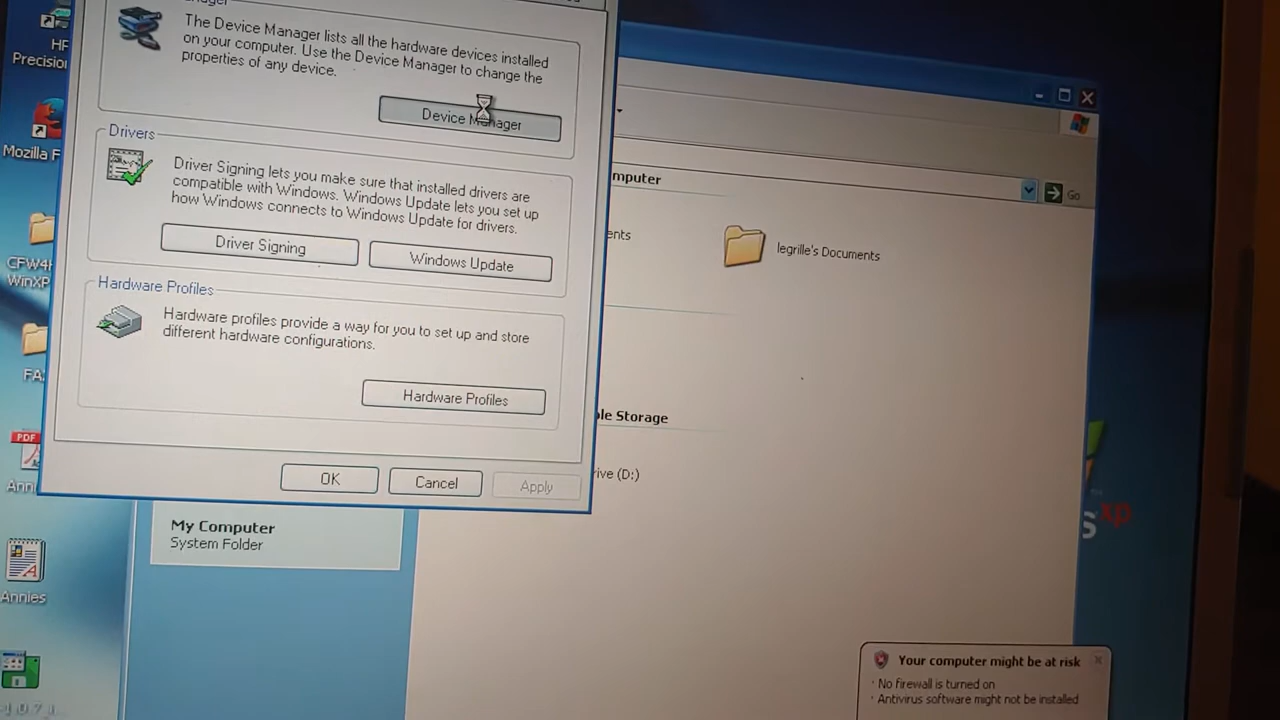 The Device Manager lists all the hardware devices installed
on your computer. Use the Device Manager to change the
properties of any device.
Device Manager
Drivers
Driver Signing lets you make sure that installed drivers are
compatible with Windows. Windows Update lets you set up
how Windows connects to Windows Update for drivers.
Driver Signing
Windows Update
Hardware Profiles
Hardware profiles provide a way for you to set up and store
different hardware configurations.
Hardware Profiles
OK
Cancel
Apply
My Computer
System Folder
HP
Precision
Mozilla F
CFW4H
WinXP
FA
PDF
Ann
Annies
omputer
Go
ents
legrille's Documents
ble Storage
rive (D:)
s xp
Your computer might be at risk
No firewall is turned on
Antivirus software might not be installed